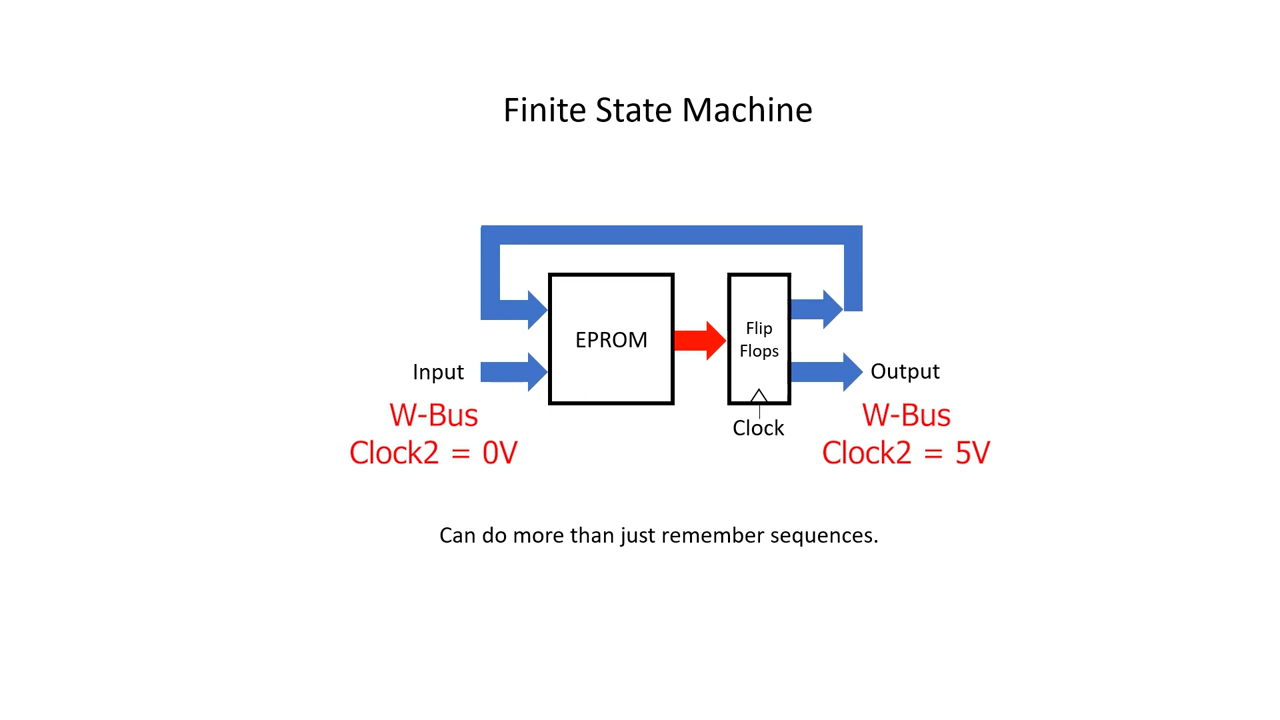 Finite State Machine
EPROM
Flip
Flops
Input
Output
W-Bus
Clock2 = 0V
Clock
W-Bus
Clock2 = 5V
Can do more than just remember sequences.